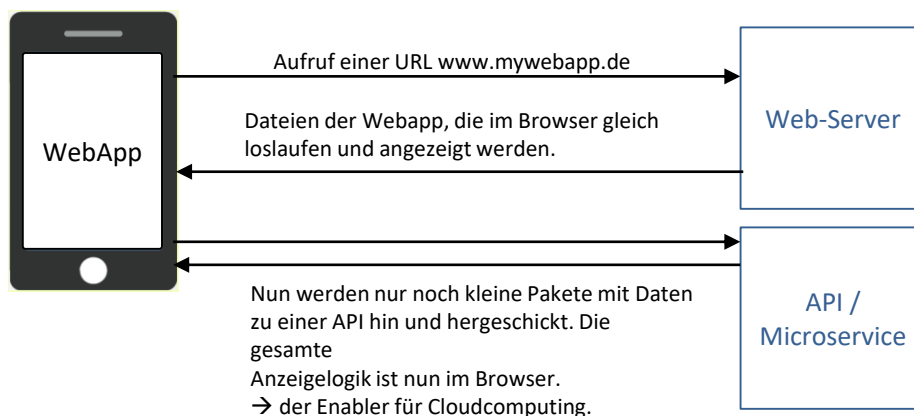 Aufruf einer URL www.mywebapp.de
Web-Server
Dateien der Webapp, die im Browser gleich
loslaufen und angezeigt werden.
WebApp
Nun werden nur noch kleine Pakete mit Daten
zu einer API hin und hergeschickt. Die
gesamte
Anzeigelogik ist nun im Browser.
→ der Enabler für Cloudcomputing.
API /
Microservice